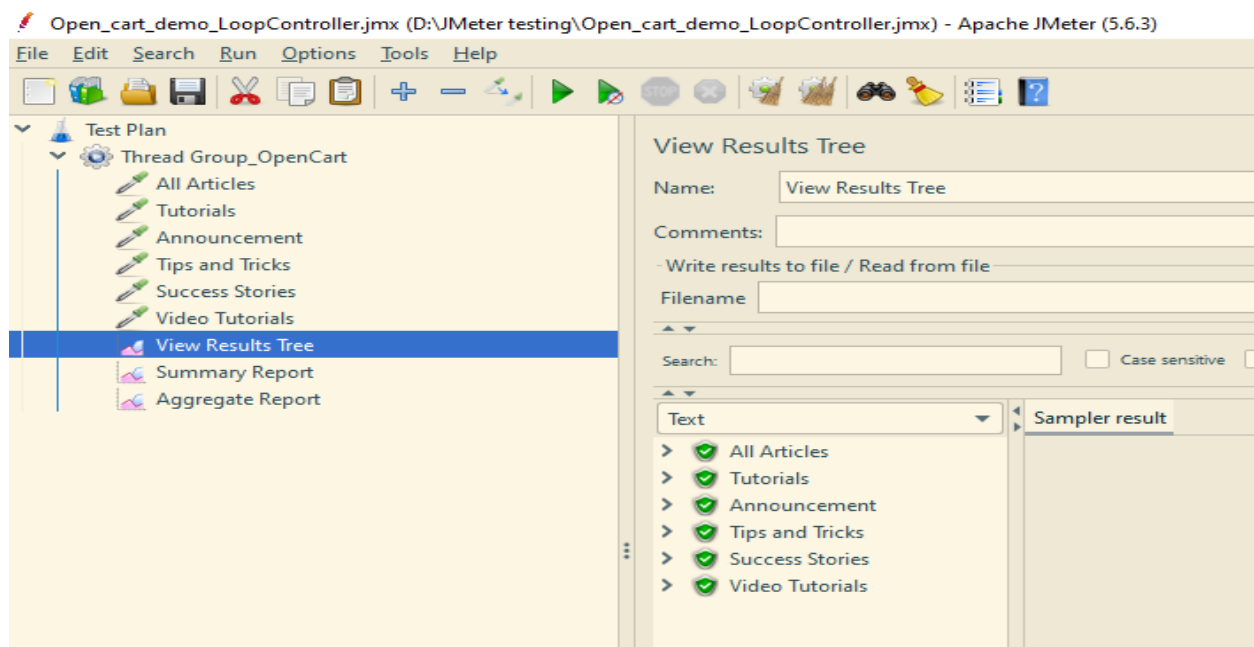 Open_cart_demo_LoopController.jmx (D:\JMeter testing\Open_cart_demo_LoopController.jmx) - Apache JMeter (5.6.3)
File Edit Search Run Options Tools Help
STOP
?
Test Plan
Thread Group_OpenCart
All Articles
Tutorials
Announcement
Tips and Tricks
Success Stories
Video Tutorials
View Results Tree
Summary Report
Aggregate Report
View Results Tree
Name: View Results Tree
Comments:
Write results to file / Read from file
Filename
Search: Case sensitive
Text
Sampler result
All Articles
Tutorials
Announcement
Tips and Tricks
Success Stories
Video Tutorials